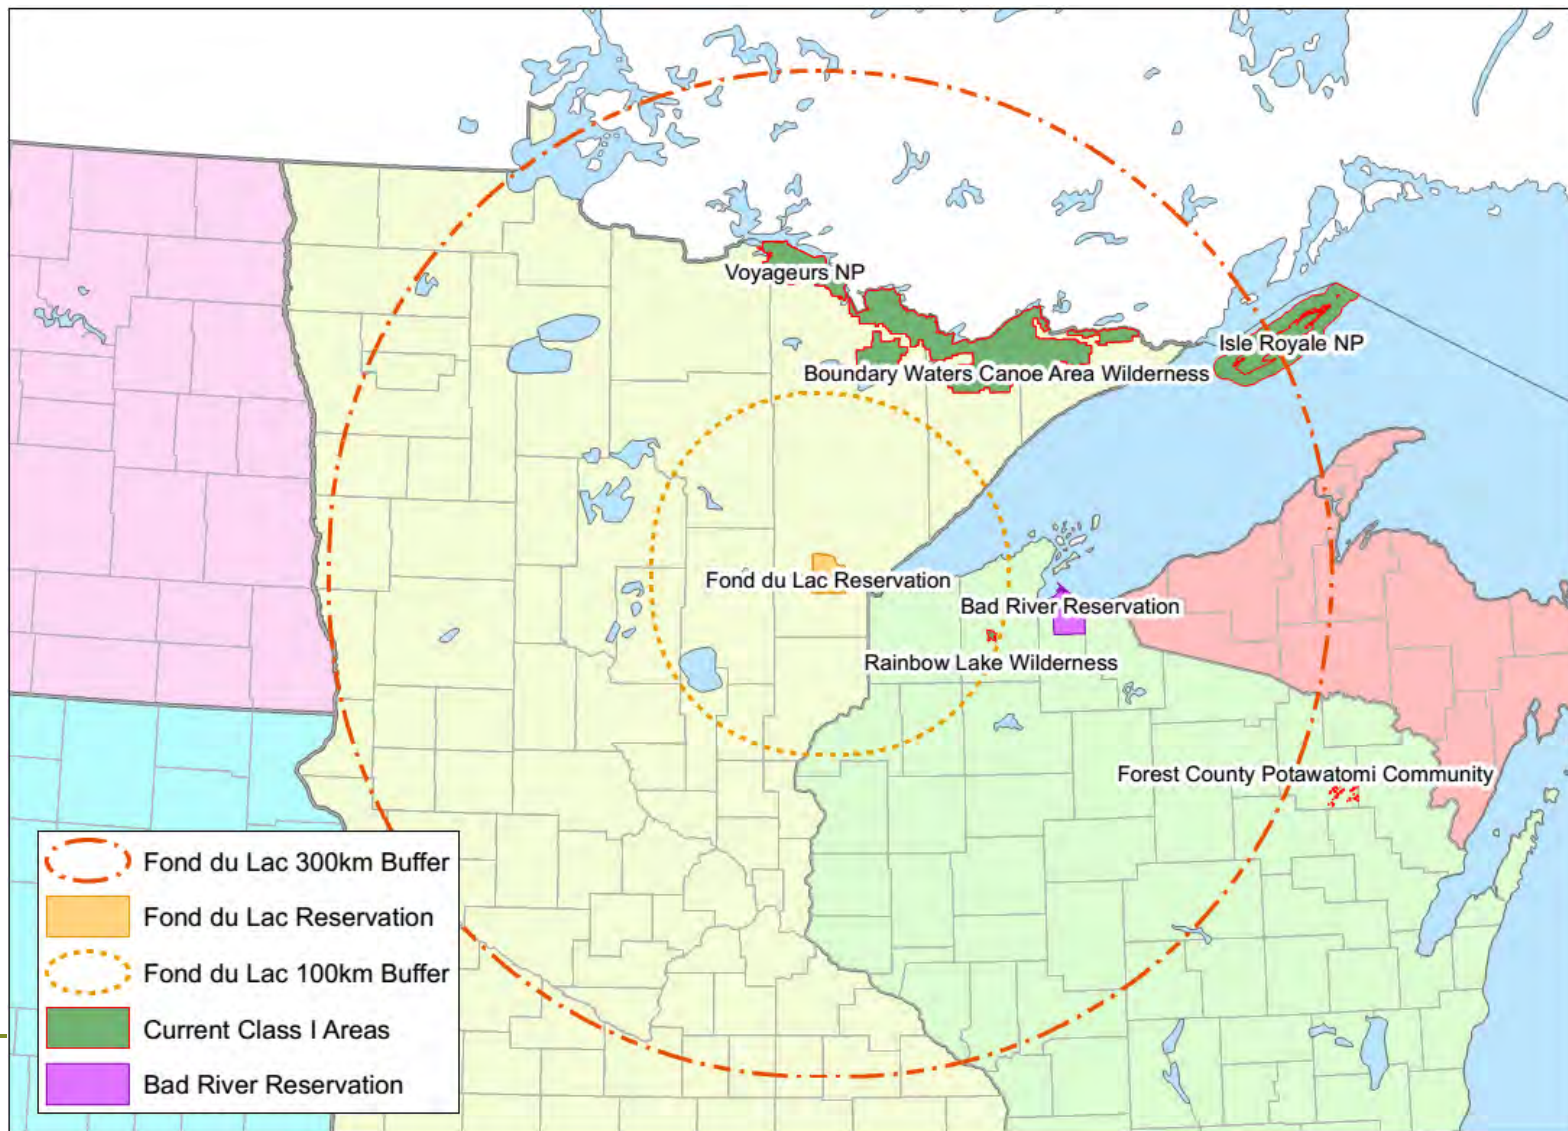 Voyageurs NP
Isle Royale NP
Boundary Waters Canoe Area Wilderness
Fond du Lac Reservation
Bad River Reservation
Rainbow Lake Wilderness
Forest County Potawatomi Community
Fond du Lac 300km Buffer
Fond du Lac Reservation
Fond du Lac 100km Buffer
Current Class I Areas
Bad River Reservation